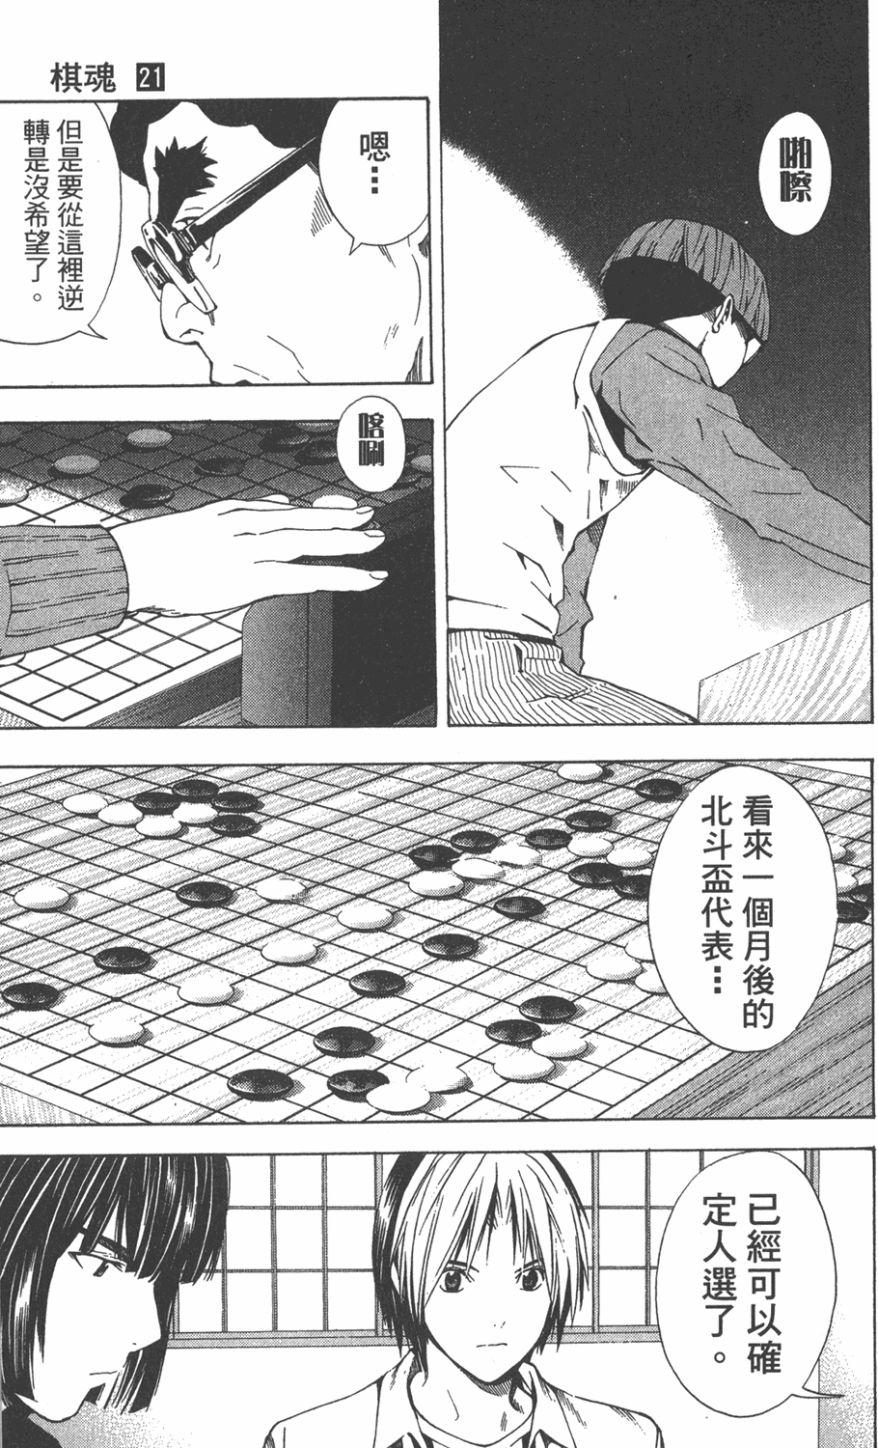 棋魂 21
啪嚓
嗯…
但是要從這裡逆
轉是沒希望了。
喀唰
看來一個月後的
北斗盃代表…
已經可以確
定人選了。